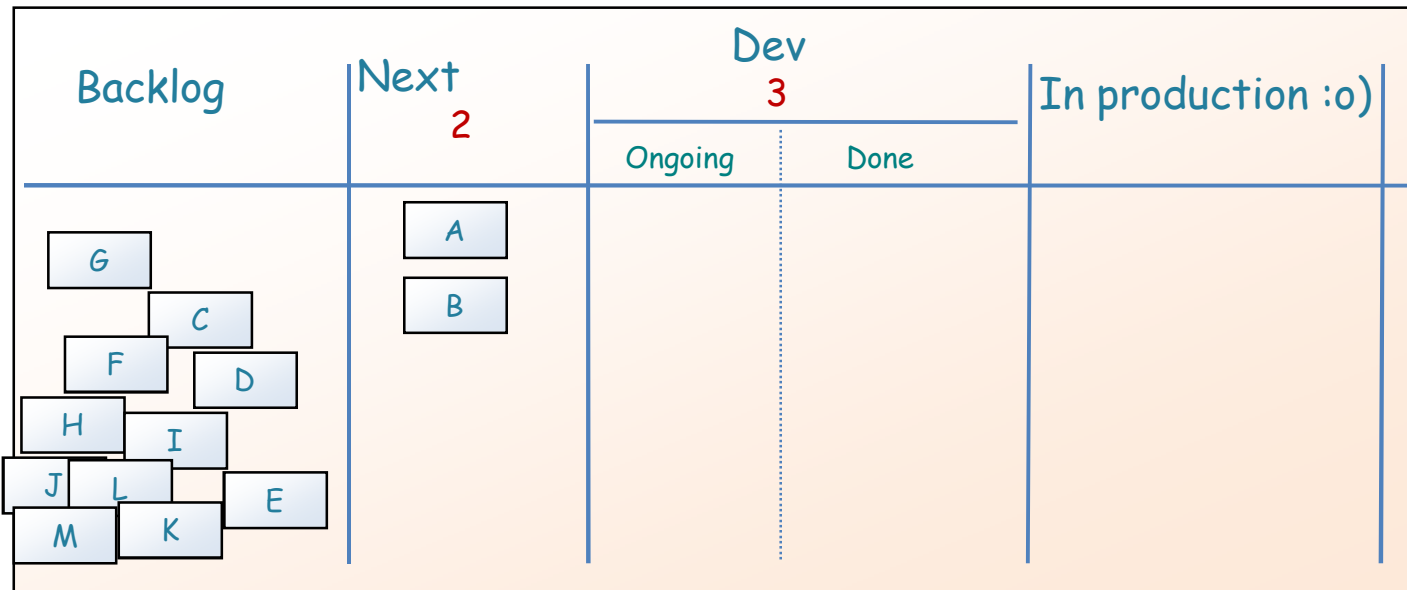 Backlog
Next
2
Dev
3
Ongoing
Done
In production :o)
A
B
G
C
F
D
H
I
J
L
E
M
K